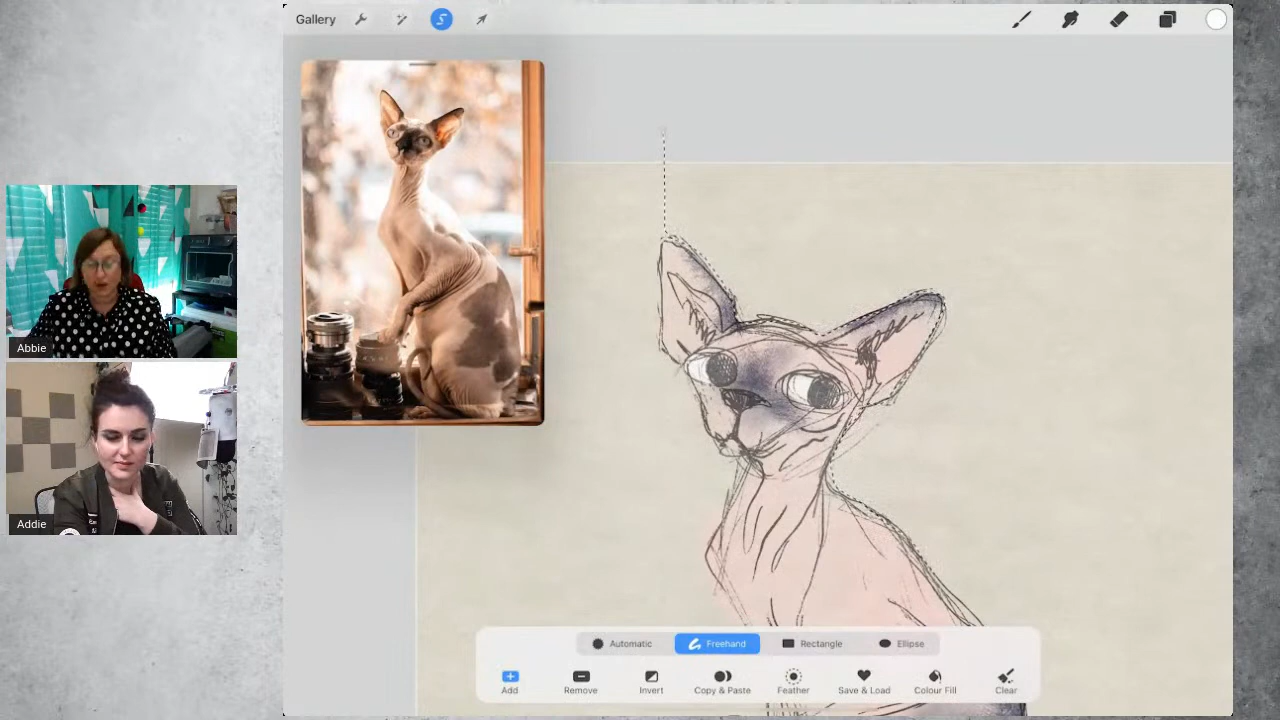 Gallery
Abbie
Addie
Automatic Freehand Rectangle Ellipse
Add Remove Invert Copy & Paste Feather Save & Load Colour Fill Clear